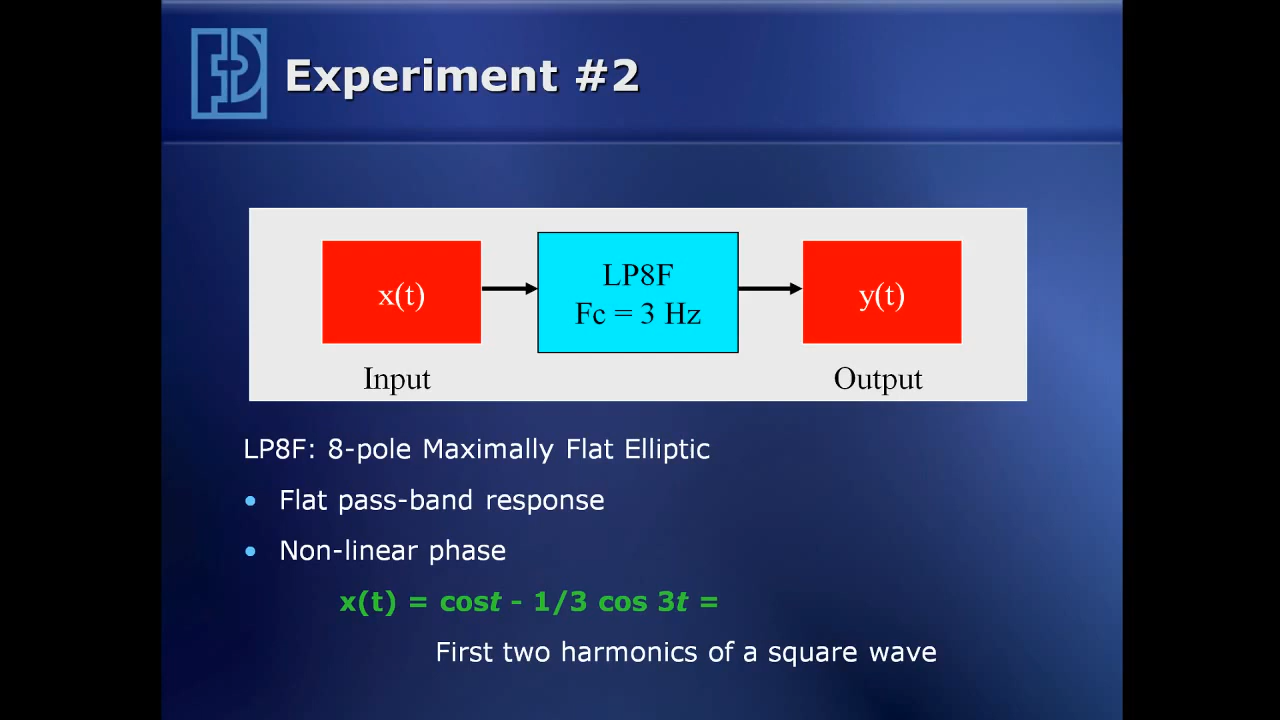 Experiment #2
x(t)
LP8F
Fc = 3 Hz
y(t)
Input
Output
LP8F: 8-pole Maximally Flat Elliptic
• Flat pass-band response
• Non-linear phase
x(t) = cost - 1/3 cos 3t =
First two harmonics of a square wave